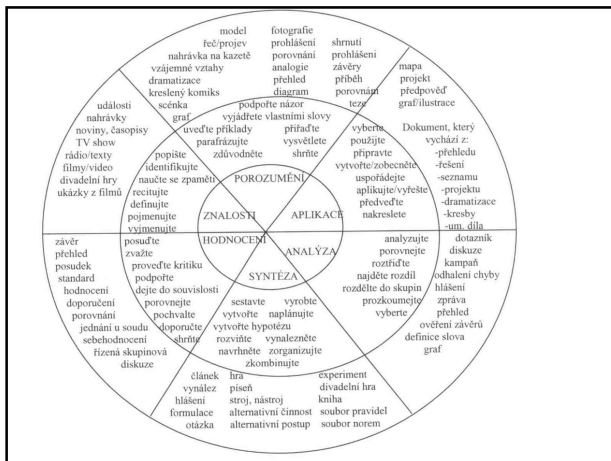 model
řeč/projev
nahrávka na kazetě
vzájemné vztahy
dramatizace
kreslený komiks
scénka
graf
fotografie
prohlášení
porovnání
analogie
přehled
diagram
shrnutí
prohlášení
závěry
příběh
porovnám
teze
mapa
projekt
předpověď
graf/ilustrace
události
nahrávky
noviny, časopisy
TV show
rádio/texty
filmy/video
divadelní hry
ukázky z filmů
podpořte názor
vyjádřete vlastními slovy
uveďte příklady
parafrázujte
zdůvodněte
přiřaďte
vysvětlete
shrňte
popište
identifikujte
naučte se zpaměti
recitujte
definujte
pojmenujte
vyjmenujte
vyberte
použijte
připravte
vytvořte/zobecněte
uspořádejte
aplikujte/vyřešte
předveďte
nakreslete
Dokument, který
vychází z:
-přehledu
-řešení
-seznamu
-projektu
-dramatizace
-kresby
-um. díla
POROZUMĚNÍ
ZNALOSTI
APLIKACE
HODNOCENÍ
ANALÝZA
SYNTÉZA
závěr
přehled
posudek
standard
hodnocení
doporučení
porovnání
jednání u soudu
sebehodnocení
řízená skupinová
diskuze
posuďte
zvažte
proveďte kritiku
podpořte
dejte do souvislosti
porovnejte
pochvalte
doporučte
shrňte
sestavte vyrobte
vytvořte naplánujte
vytvořte hypotézu
rozviňte vynalezněte
navrhněte zorganizujte
zkombinujte
analyzujte
porovnejte
roztřiďte
najděte rozdíl
rozdělte do skupin
prozkoumejte
vyberte
dotazník
diskuze
kampaň
odhalení chyby
hlášení
zpráva
přehled
ověření závěrů
definice slova
graf
článek
vynález
hlášení
formulace
otázka
hra
píseň
stroj, nástroj
alternativní činnost
alternativní postup
experiment
divadelní hra
kniha
soubor pravidel
soubor norem